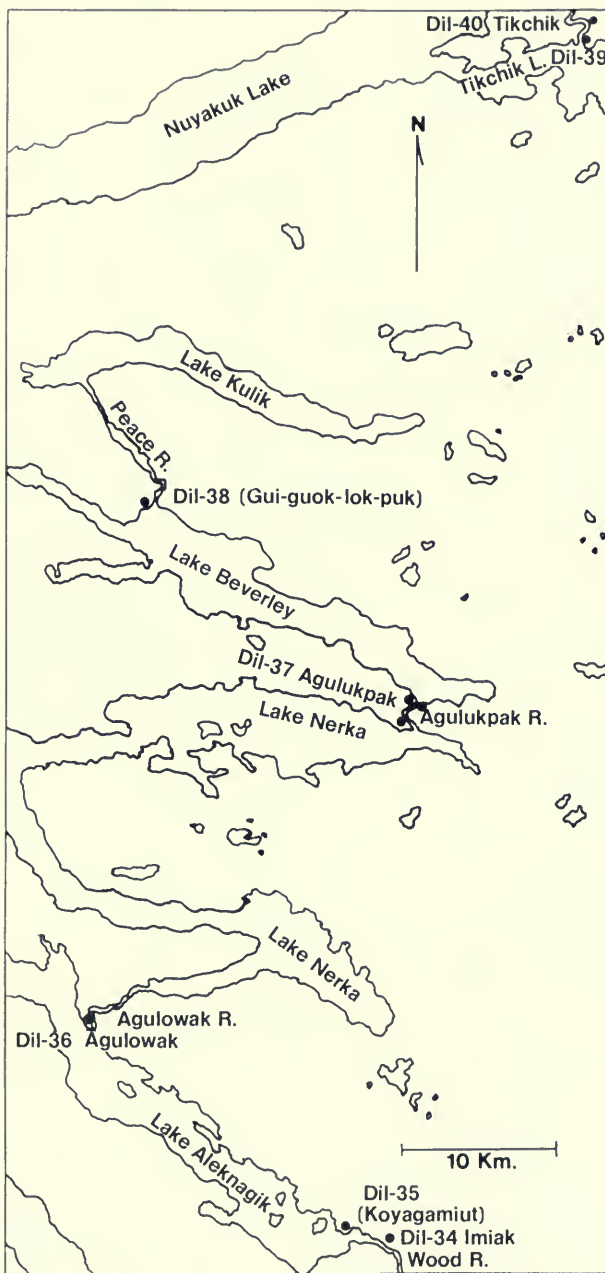 Dil-40 Tikchik
Dil-39
Tikchik L.
Nuyakuk Lake
N
Lake Kulik
Peace R.
Dil-38 (Gui-guok-lok-puk)
Lake Beverley
Dil-37 Agulukpak
Agulukpak R.
Lake Nerka
Lake Nerka
Agulowak R.
Dil-36 Agulowak
Lake Aleknagik
10 Km.
Dil-35
(Koyagamiut)
Dil-34 Imiak
Wood R.